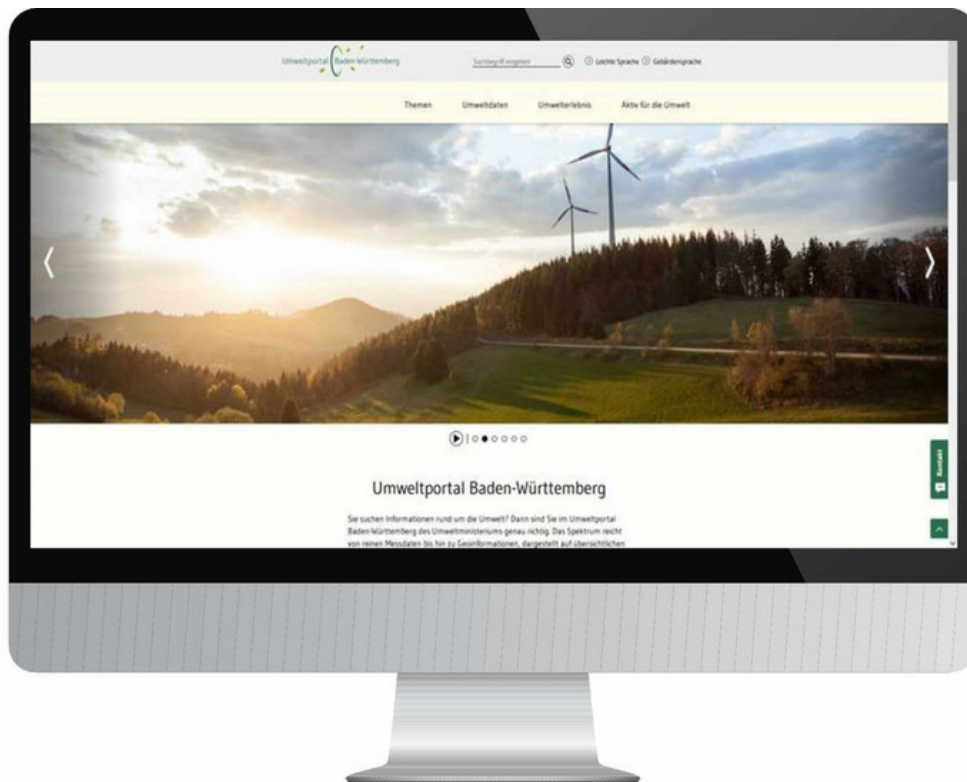 Umweltportal Baden-Württemberg
Suchbegriff eingeben
Leichte Sprache
Gebärdensprache
Themen
Umweltdaten
Umwelterlebnis
Aktiv für die Umwelt
Kontakt
Umweltportal Baden-Württemberg
Sie suchen Informationen rund um die Umwelt? Dann sind Sie im Umweltportal
Baden-Württemberg des Umweltministeriums genau richtig. Das Spektrum reicht
von reinen Messdaten bis hin zu Geoinformationen, dargestellt auf übersichtlichen